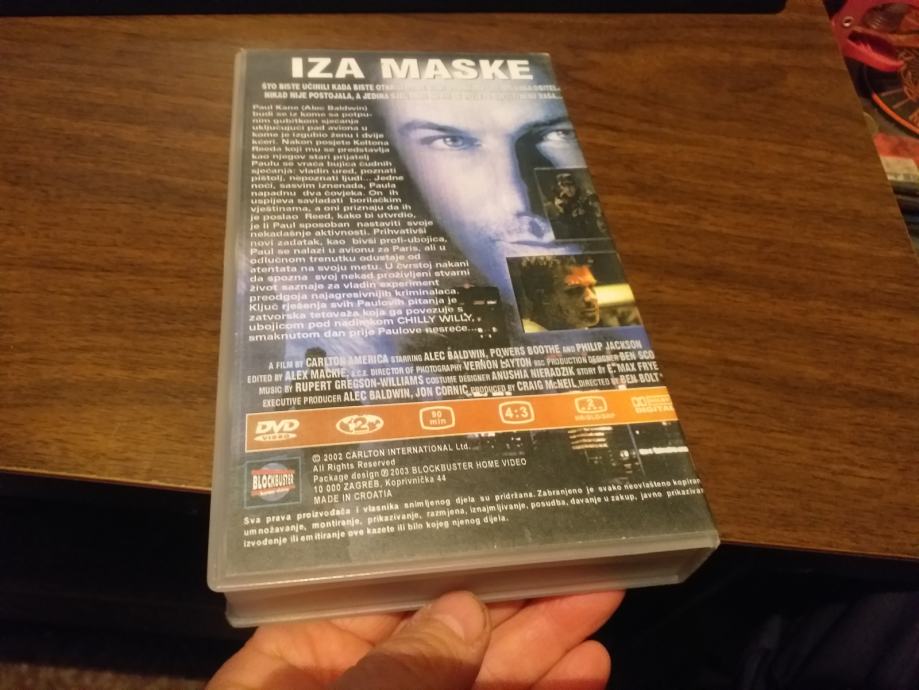 IZA MASKE
ŠTO BISTE UČINILI KADA BISTE
NIKAD NIJE POSTOJALA, A JEDINA
Paul Kane (Alec Baldwin)
budi se iz kome sa potpu-
nim gubitkom sjećanja
uključujući pad aviona u
kome je izgubio ženu i dvije
kćeri. Nakon posjete Keltona
Reeda koji mu se predstavlja
kao njegov stari prijatelj
Paulu se vraća bujica čudnih
sjećanja: vladin ured, poznati
pištolj, nepoznati ljudi... Jedne
noći, sasvim iznenada, Paula
napadnu dva čovjeka. On ih
uspijeva savladati borilačkim
vještinama, a oni priznaju da ih
je poslao Reed, kako bi utvrdio,
je li Paul sposoban nastaviti svoje
nekadašnje aktivnosti. Prihvativši
novi zadatak, kao bivši profi-ubojica,
Paul se nalazi u avionu za Paris, ali u
odlučnom trenutku odustaje od
atentata na svoju metu. U čvrstoj nakani
da spozna svoj nekad proživljeni stvarni
život saznaje za vladin experiment
preodgoja najagresivnijih kriminalaca.
Ključ rješenja svih Paulovih pitanja je
zatvorska tetovaža koja ga povezuje s
ubojicom pod nadimkom CHILLY WILLY,
smaknutom dan prije Paulove nesreće...
A FILM BY CARLTON AMERICA STARRING ALEC BALDWIN, POWERS BOOTHE AND PHILIP JACKSON
EDITED BY ALEX MACKIE, A.C.E. DIRECTOR OF PHOTOGRAPHY VERNON LAYTON BSC PRODUCTION DESIGNER BEN SCO
MUSIC BY RUPERT GREGSON-WILLIAMS COSTUME DESIGNER ANUSHIA NIERADZIK STORY BY E. MAX FRYE
EXECUTIVE PRODUCER ALEC BALDWIN, JON CORNIC, PRODUCED BY CRAIG McNEIL, DIRECTED BY BEN BOLT
DVD VIDEO
2
90 min
4:3
2
DIGITAL
BLOCKBUSTER
© 2002 CARLTON INTERNATIONAL Ltd.
All Rights Reserved
Package design ℗2003 BLOCKBUSTER HOME VIDEO
10 000 ZAGREB, Koprivnička 44
MADE IN CROATIA
Sva prava proizvođača i vlasnika snimljenog djela su pridržana. Zabranjeno je svako neovlašteno kopiran
umnožavanje, montiranje, prikazivanje, razmjena, iznajmljivanje, posudba, davanje u zakup, javno prikazivan
izvođenje ili emitiranje ove kazete ili bilo kojeg njenog dijela.